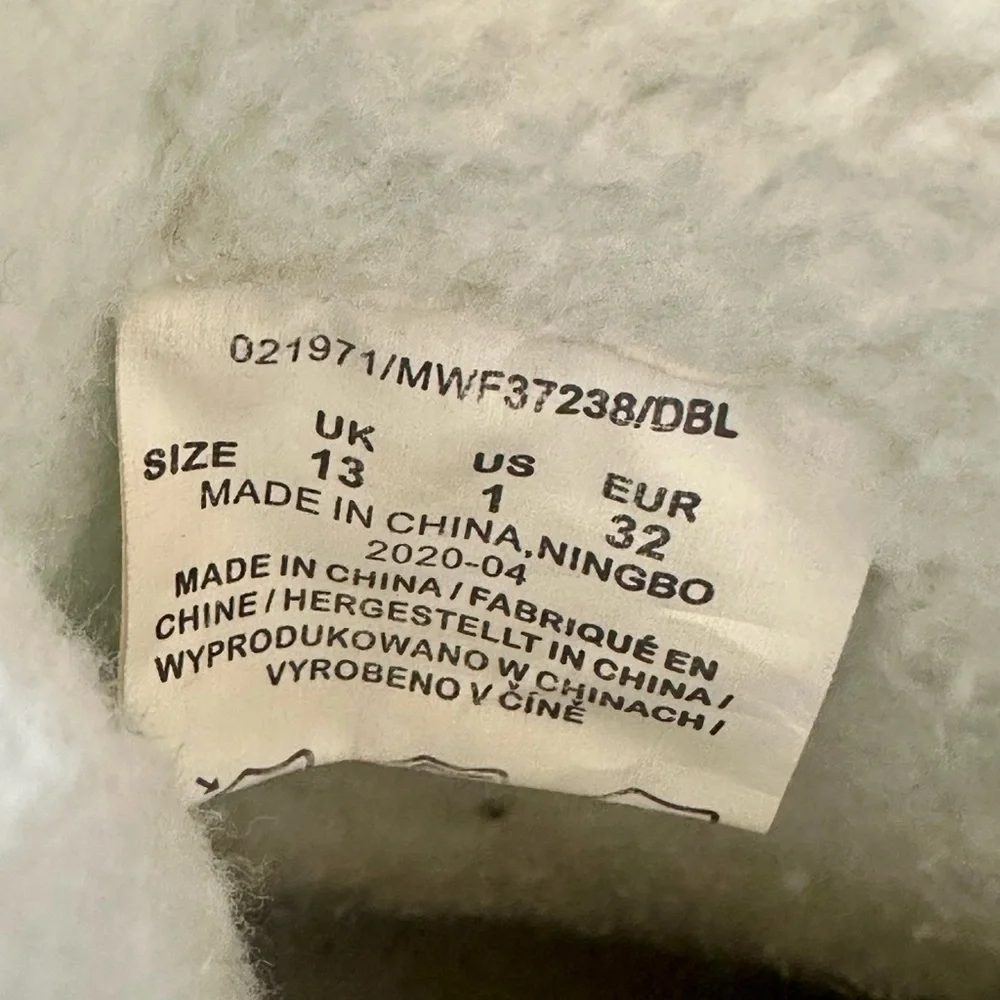 021971/MWF37238/DBL
UK US EUR
SIZE 13 1 32
MADE IN CHINA,NINGBO
2020-04
MADE IN CHINA / FABRIQUÉ EN
CHINE / HERGESTELLT IN CHINA /
WYPRODUKOWANO W CHINACH /
VYROBENO V ČÍNĚ